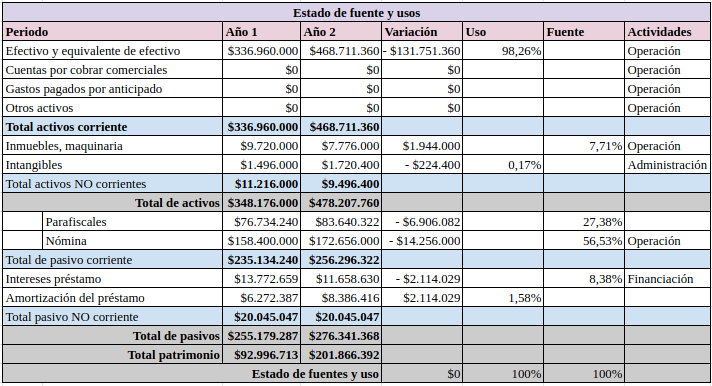 Estado de fuente y usos
Periodo Año 1 Año 2 Variación Uso Fuente Actividades
Efectivo y equivalente de efectivo $336.960.000 $468.711.360 - $131.751.360 98,26% Operación
Cuentas por cobrar comerciales $0 $0 $0 Operación
Gastos pagados por anticipado $0 $0 $0 Operación
Otros activos $0 $0 $0 Operación
Total activos corriente $336.960.000 $468.711.360
Inmuebles, maquinaria $9.720.000 $7.776.000 $1.944.000 7,71% Operación
Intangibles $1.496.000 $1.720.400 - $224.400 0,17% Administración
Total activos NO corrientes $11.216.000 $9.496.400
Total de activos $348.176.000 $478.207.760
Parafiscales $76.734.240 $83.640.322 - $6.906.082 27,38%
Nómina $158.400.000 $172.656.000 - $14.256.000 56,53% Operación
Total de pasivo corriente $235.134.240 $256.296.322
Intereses préstamo $13.772.659 $11.658.630 - $2.114.029 8,38% Financiación
Amortización del préstamo $6.272.387 $8.386.416 $2.114.029 1,58%
Total pasivo NO corriente $20.045.047 $20.045.047
Total de pasivos $255.179.287 $276.341.368
Total patrimonio $92.996.713 $201.866.392
Estado de fuentes y uso $0 100% 100%